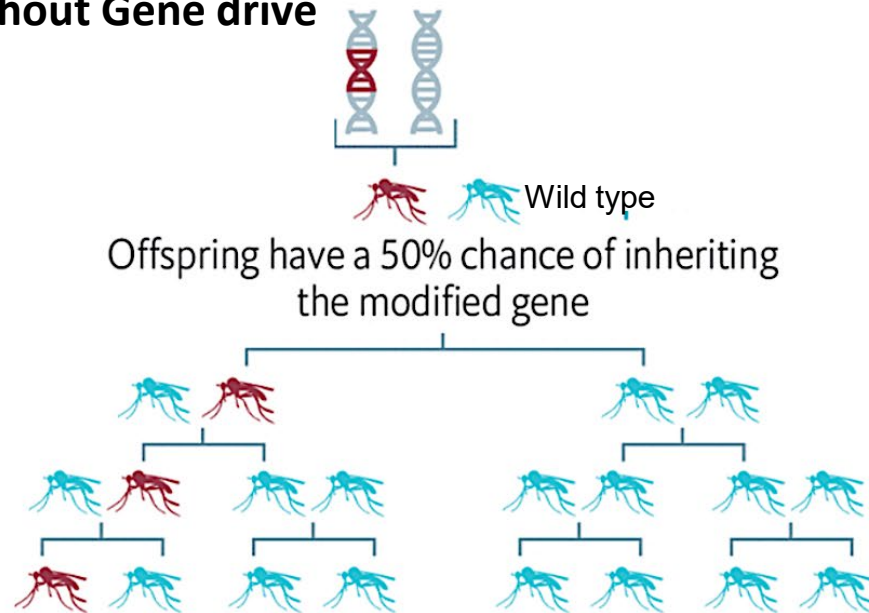 hout Gene drive
Wild type
Offspring have a 50% chance of inheriting
the modified gene